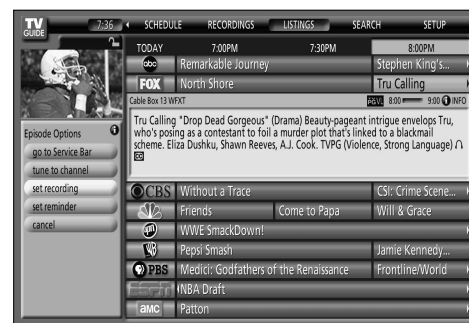 TV
GUIDE
7:36
SCHEDULE RECORDINGS LISTINGS SEARCH SETUP
TODAY 7:00PM 7:30PM 8:00PM
abc Remarkable Journey Stephen King's...
FOX North Shore Tru Calling
Cable Box 13 WFXT 8:00 9:00 INFO
Tru Calling "Drop Dead Gorgeous" (Drama) Beauty-pageant intrigue envelops Tru,
who's posing as a contestant to foil a murder plot that's linked to a blackmail
scheme. Eliza Dushku, Shawn Reeves, A.J. Cook. TVPG (Violence, Strong Language)
CC
Episode Options
go to Service Bar
tune to channel
set recording
set reminder
cancel
CBS Without a Trace CSI: Crime Scene...
Friends Come to Papa Will & Grace
WWE SmackDown!
WB Pepsi Smash Jamie Kennedy...
PBS Medici: Godfathers of the Renaissance Frontline/World
ESPN NBA Draft
amc Patton